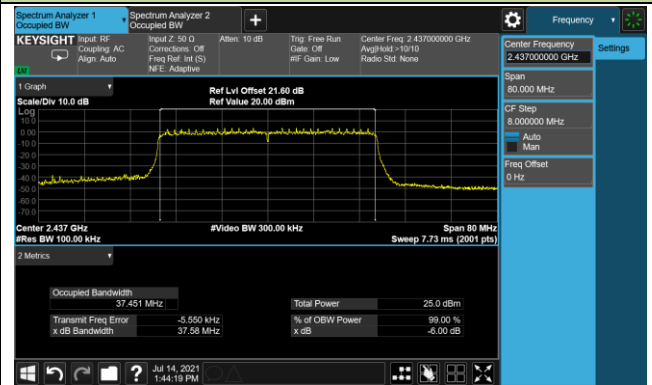 Spectrum Analyzer 1
Occupied BW
Spectrum Analyzer 2
Occupied BW
+
Frequency
KEYSIGHT
Input: RF
Coupling: AC
Align: Auto
Input Z: 50 Ω
Corrections: Off
Freq Ref: Int (S)
NFE: Adaptive
Atten: 10 dB
Trig: Free Run
Gate: Off
#IF Gain: Low
Center Freq: 2.437000000 GHz
Avg|Hold:>10/10
Radio Std: None
Center Frequency
2.437000000 GHz
Settings
Span
80.000 MHz
CF Step
8.000000 MHz
Auto
Man
Freq Offset
0 Hz
1 Graph
Scale/Div 10.0 dB
Ref Lvl Offset 21.60 dB
Ref Value 20.00 dBm
Log
10.0
0.00
-10.0
-20.0
-30.0
-40.0
-50.0
-60.0
-70.0
Center 2.437 GHz
#Res BW 100.00 kHz
#Video BW 300.00 kHz
Span 80 MHz
Sweep 7.73 ms (2001 pts)
2 Metrics
Occupied Bandwidth
37.451 MHz
Total Power 25.0 dBm
Transmit Freq Error -5.550 kHz
% of OBW Power 99.00 %
x dB Bandwidth 37.58 MHz
x dB -6.00 dB
?
Jul 14, 2021
1:44:19 PM